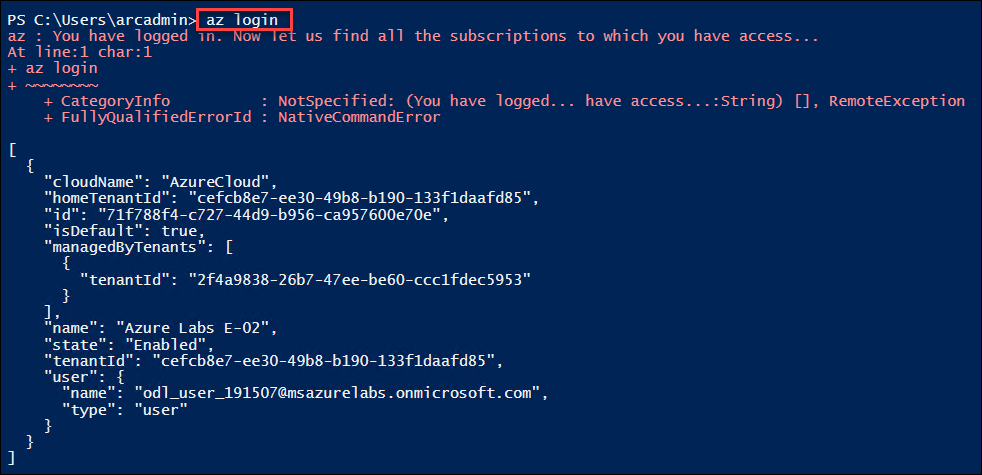 PS C:\Users\arcadmin> az login
az : You have logged in. Now let us find all the subscriptions to which you have access...
At line:1 char:1
+ az login
+ ~~~~~~~~
    + CategoryInfo          : NotSpecified: (You have logged... have access...:String) [], RemoteException
    + FullyQualifiedErrorId : NativeCommandError

[
  {
    "cloudName": "AzureCloud",
    "homeTenantId": "cefcb8e7-ee30-49b8-b190-133f1daafd85",
    "id": "71f788f4-c727-44d9-b956-ca957600e70e",
    "isDefault": true,
    "managedByTenants": [
      {
        "tenantId": "2f4a9838-26b7-47ee-be60-ccc1fdec5953"
      }
    ],
    "name": "Azure Labs E-02",
    "state": "Enabled",
    "tenantId": "cefcb8e7-ee30-49b8-b190-133f1daafd85",
    "user": {
      "name": "odl_user_191507@msazurelabs.onmicrosoft.com",
      "type": "user"
    }
  }
]